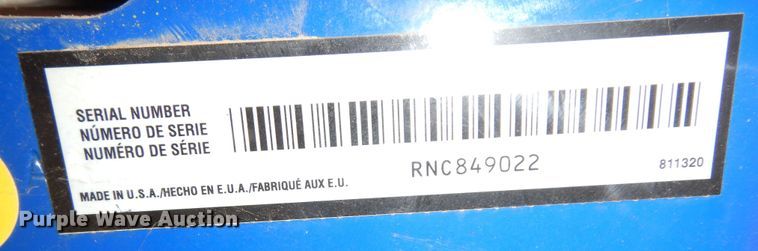 SERIAL NUMBER
NÚMERO DE SERIE
NUMÉRO DE SÉRIE
RNC849022
811320
MADE IN U.S.A./HECHO EN E.U.A./FABRIQUÉ AUX E.U.
Purple Wave Auction